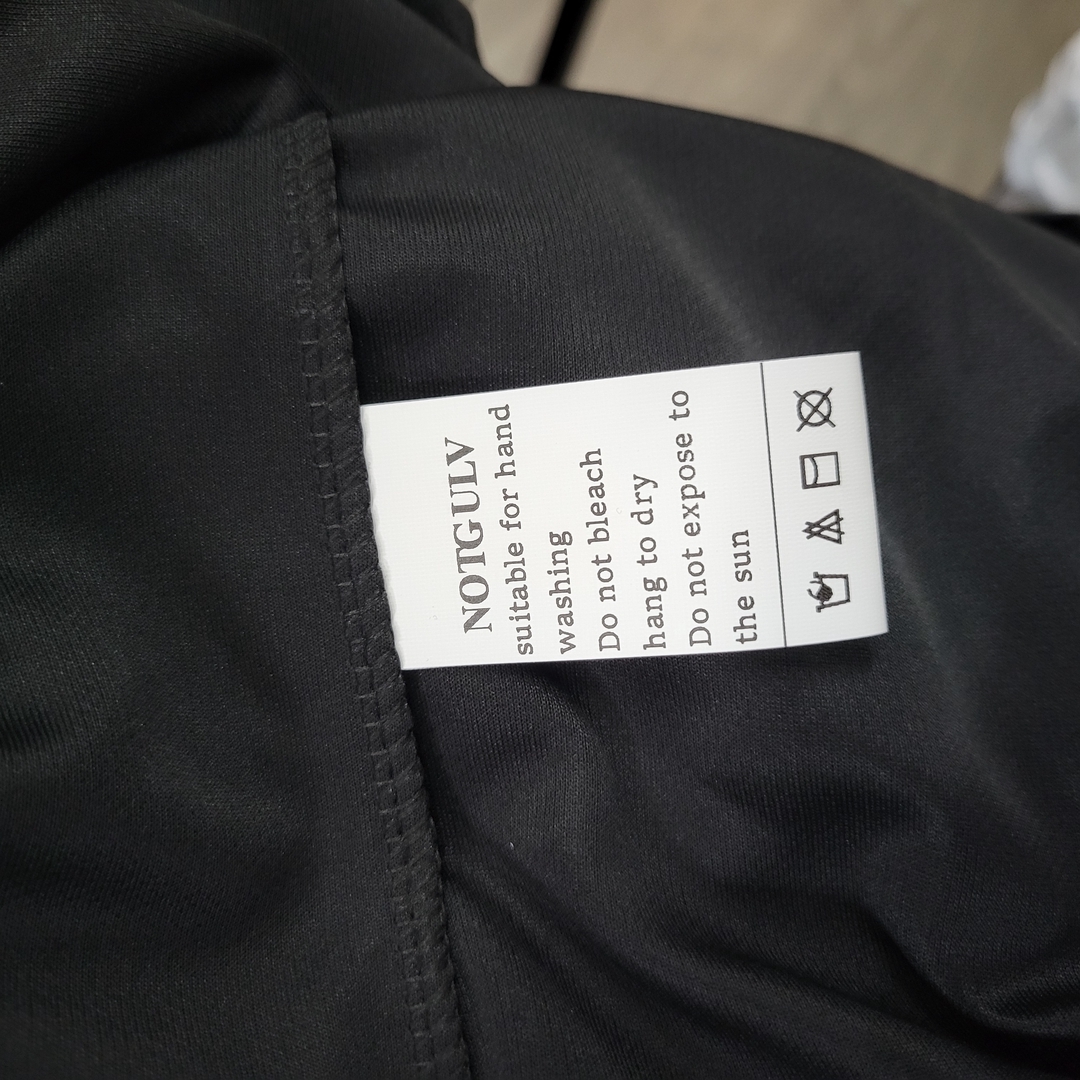 NOTGULV
suitable for hand
washing
Do not bleach
hang to dry
Do not expose to
the sun